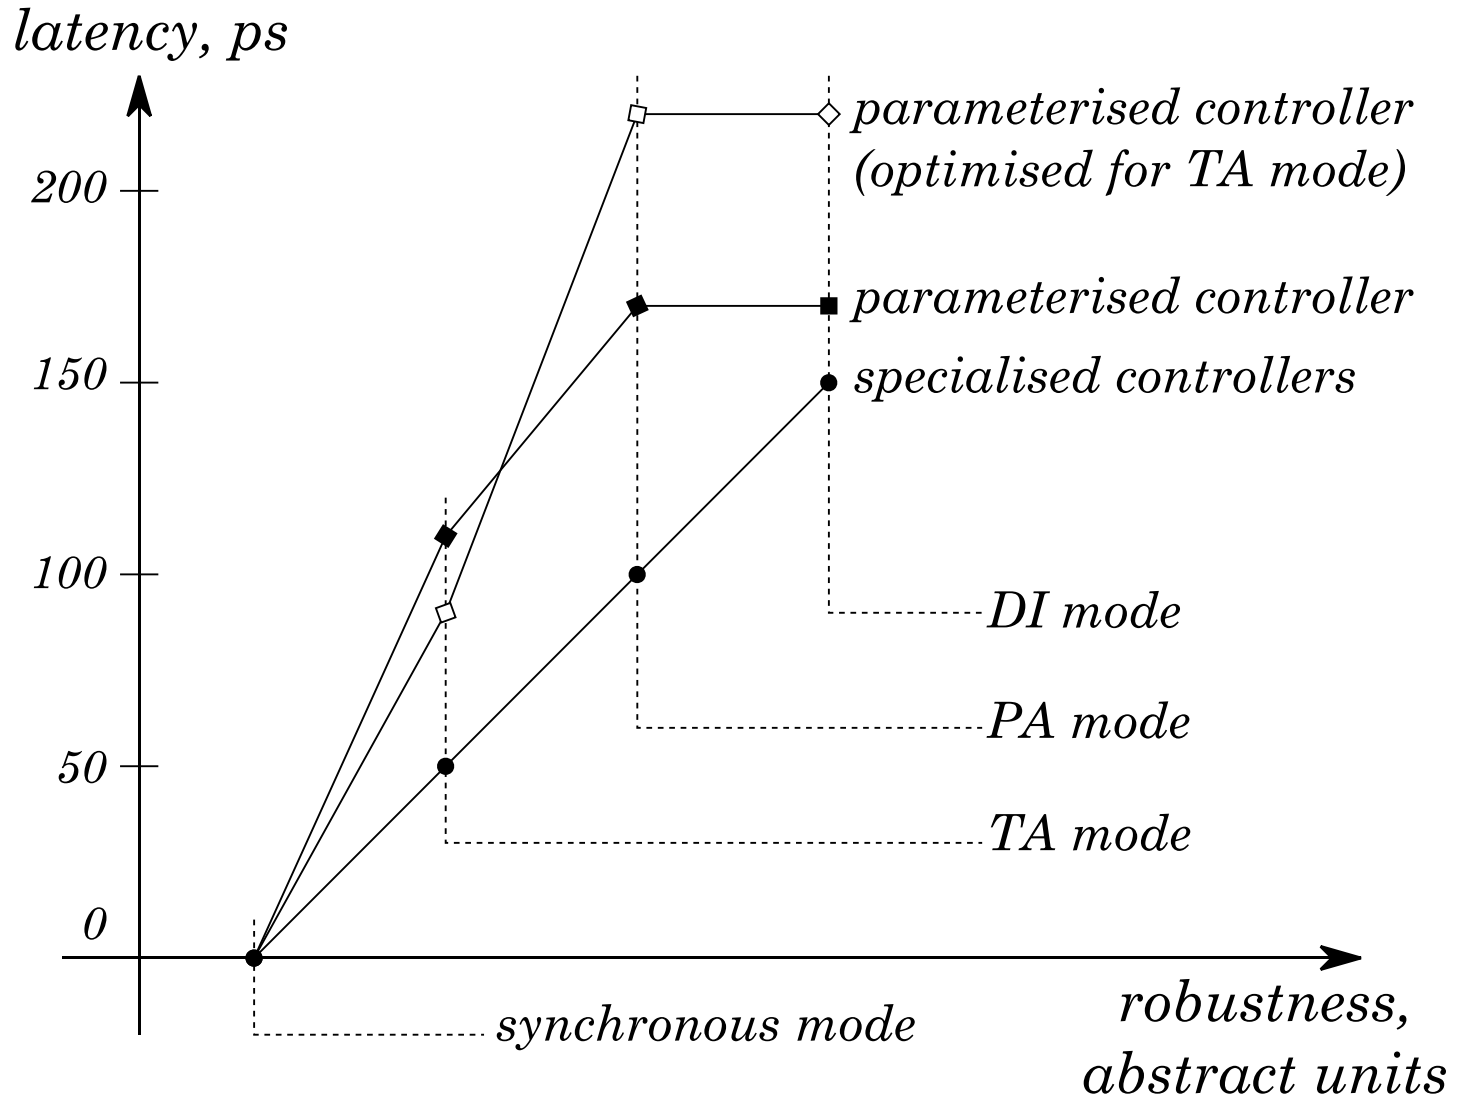 latency, ps
parameterised controller
(optimised for TA mode)
200
parameterised controller
150
specialised controllers
100
DI mode
PA mode
50
TA mode
0
robustness,
abstract units
synchronous mode